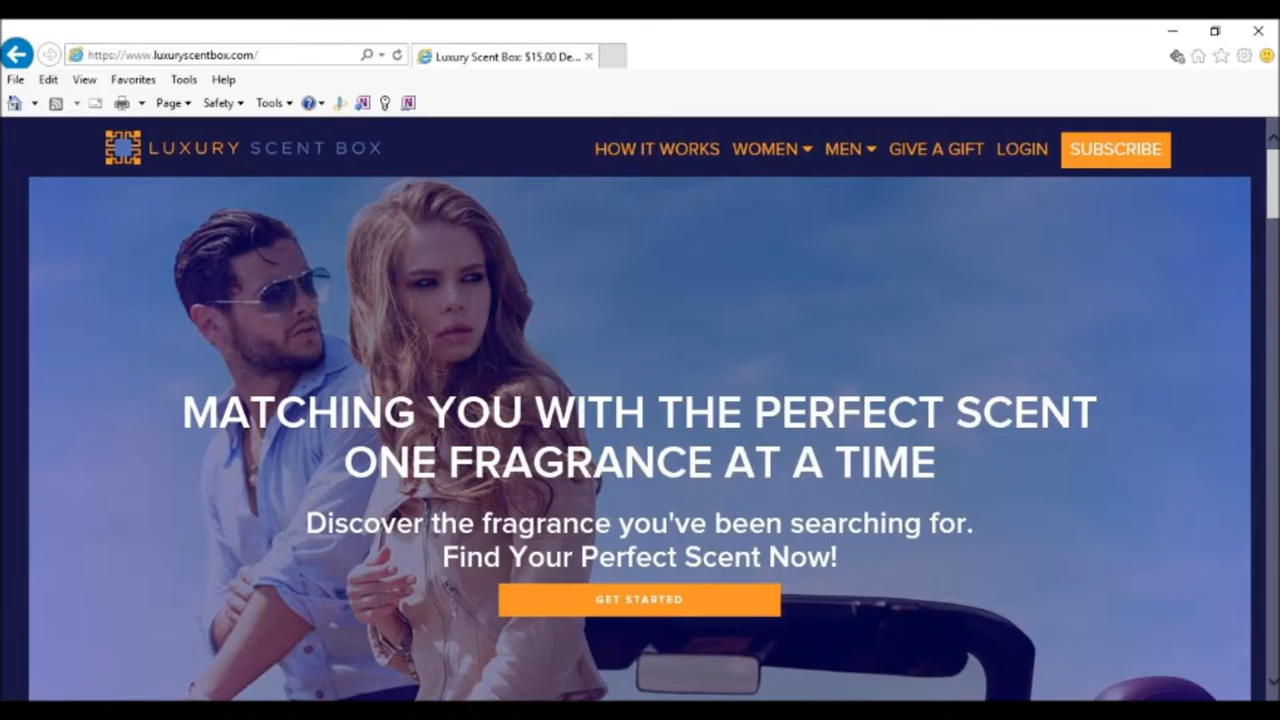 https://www.luxuryscentbox.com/
Luxury Scent Box: $15.00 De...
File Edit View Favorites Tools Help
Page Safety Tools
LUXURY SCENT BOX
HOW IT WORKS WOMEN MEN GIVE A GIFT LOGIN SUBSCRIBE
MATCHING YOU WITH THE PERFECT SCENT
ONE FRAGRANCE AT A TIME
Discover the fragrance you've been searching for.
Find Your Perfect Scent Now!
GET STARTED